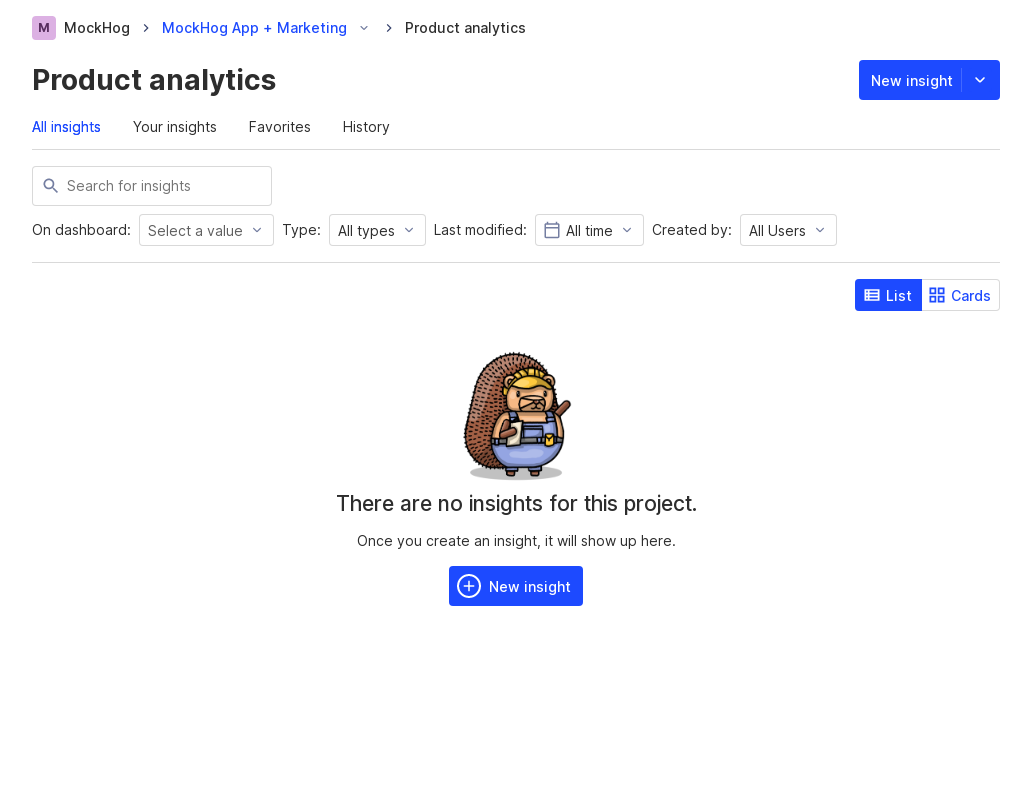 M MockHog MockHog App + Marketing Product analytics
Product analytics
New insight
All insights Your insights Favorites History
Search for insights
On dashboard: Select a value Type: All types Last modified: All time Created by: All Users
List Cards
There are no insights for this project.
Once you create an insight, it will show up here.
New insight